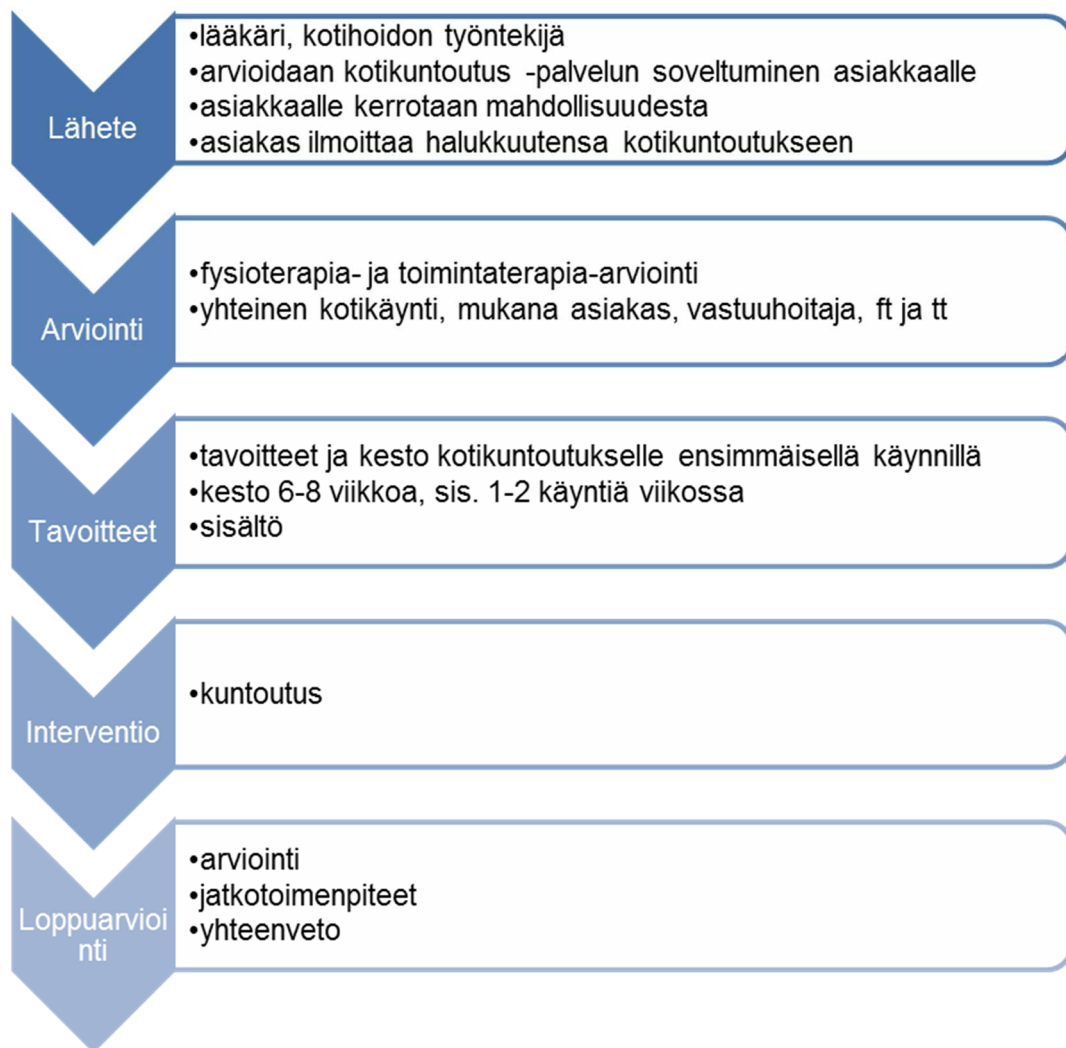 Lähete
•lääkäri, kotihoidon työntekijä
•arvioidaan kotikuntoutus -palvelun soveltuminen asiakkaalle
•asiakkaalle kerrotaan mahdollisuudesta
•asiakas ilmoittaa halukkuutensa kotikuntoutukseen
Arviointi
•fysioterapia- ja toimintaterapia-arviointi
•yhteinen kotikäynti, mukana asiakas, vastuuhoitaja, ft ja tt
Tavoitteet
•tavoitteet ja kesto kotikuntoutukselle ensimmäisellä käynnillä
•kesto 6-8 viikkoa, sis. 1-2 käyntiä viikossa
•sisältö
Interventio
•kuntoutus
Loppuarvioi
nti
•arviointi
•jatkotoimenpiteet
•yhteenveto